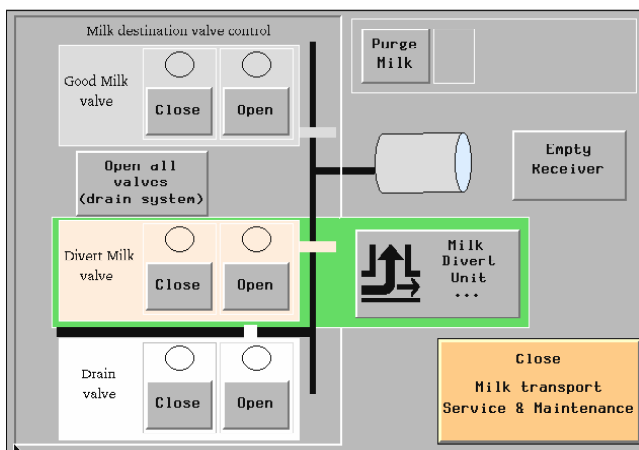 Milk destination valve control
Good Milk
valve
Close
Open
Purge
Milk
Open all
valves
(drain system)
Empty
Receiver
Divert Milk
valve
Close
Open
Milk
Divert
Unit
...
Drain
valve
Close
Open
Close
Milk transport
Service & Maintenance